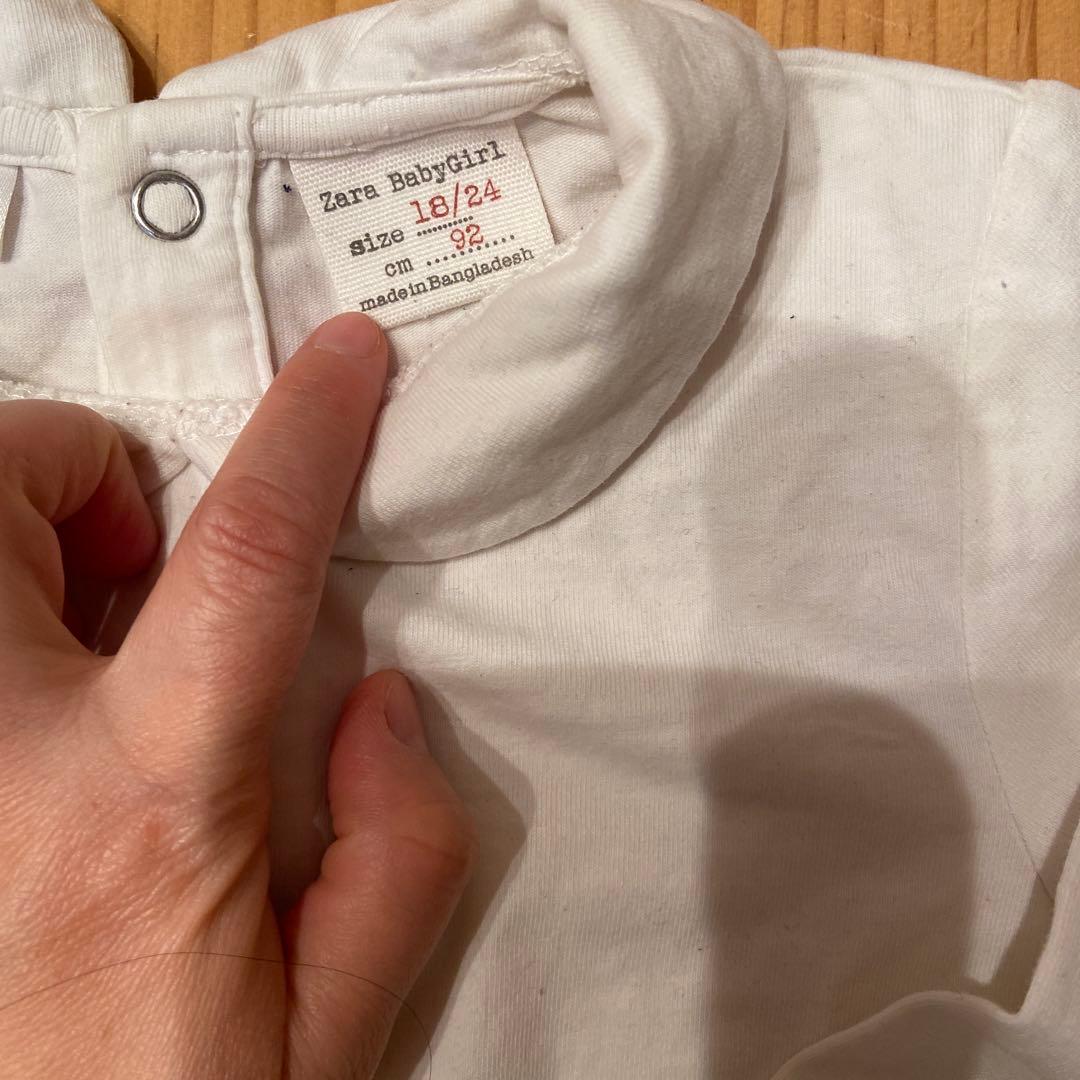 Zara BabyGirl
size 18/24
cm 92
madeinBangladesh